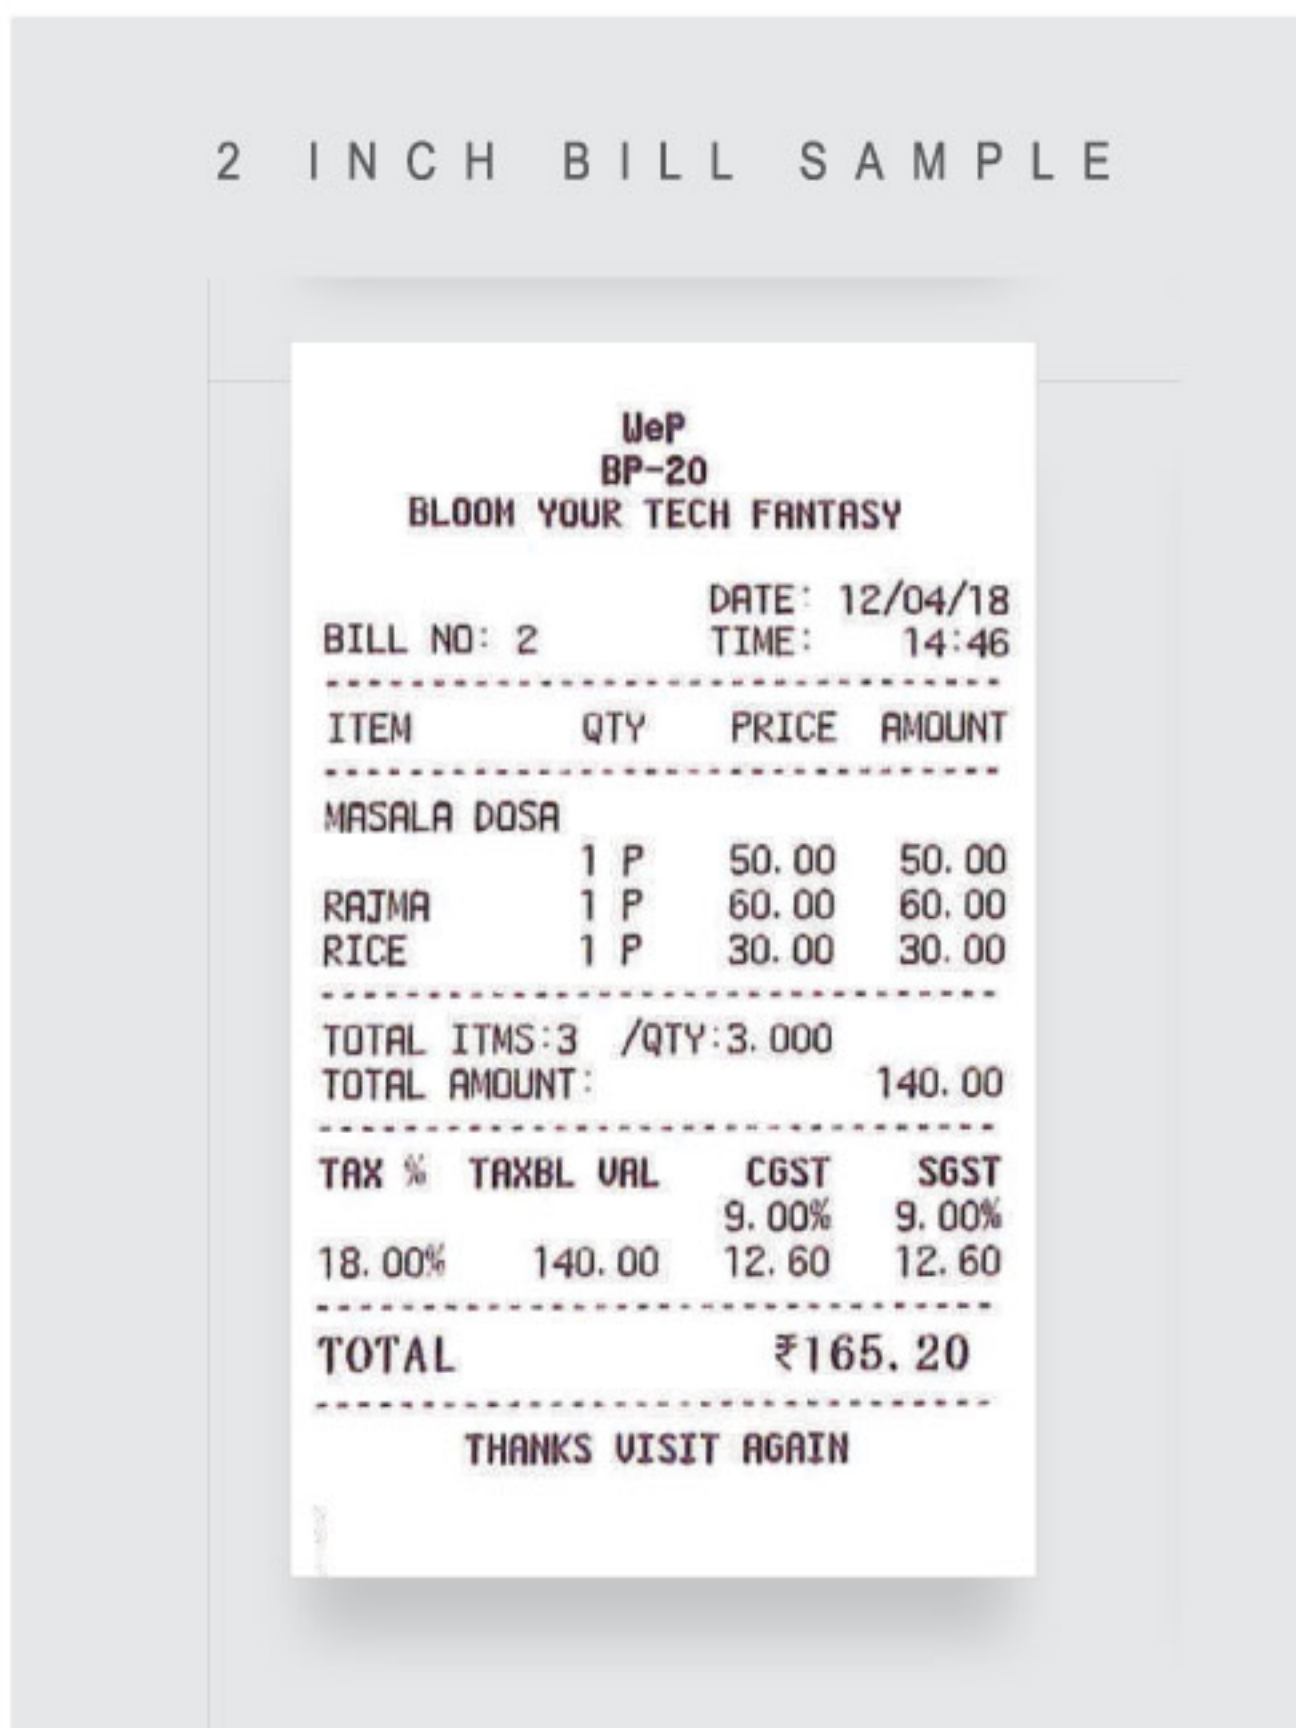 2 INCH BILL SAMPLE
WeP
BP-20
BLOOM YOUR TECH FANTASY
DATE: 12/04/18
BILL NO: 2 TIME: 14:46
ITEM QTY PRICE AMOUNT
MASALA DOSA
1 P 50.00 50.00
RAJMA 1 P 60.00 60.00
RICE 1 P 30.00 30.00
TOTAL ITMS:3 /QTY:3.000
TOTAL AMOUNT: 140.00
TAX % TAXBL VAL CGST SGST
9.00% 9.00%
18.00% 140.00 12.60 12.60
TOTAL ₹165.20
THANKS VISIT AGAIN